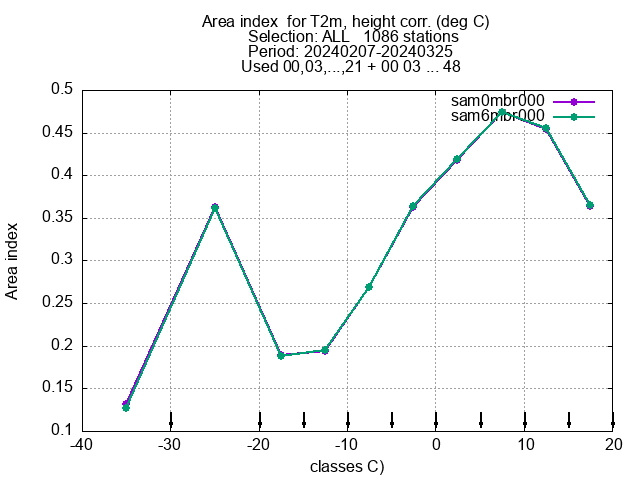 Area index  for T2m, height corr. (deg C)
Selection: ALL   1086 stations
Period: 20240207-20240325
Used 00,03,...,21 + 00 03 ... 48
sam0mbr000
sam6mbr000
0.5
0.45
0.4
0.35
0.3
0.25
0.2
0.15
0.1
Area index
-40 -30 -20 -10 0 10 20
classes C)